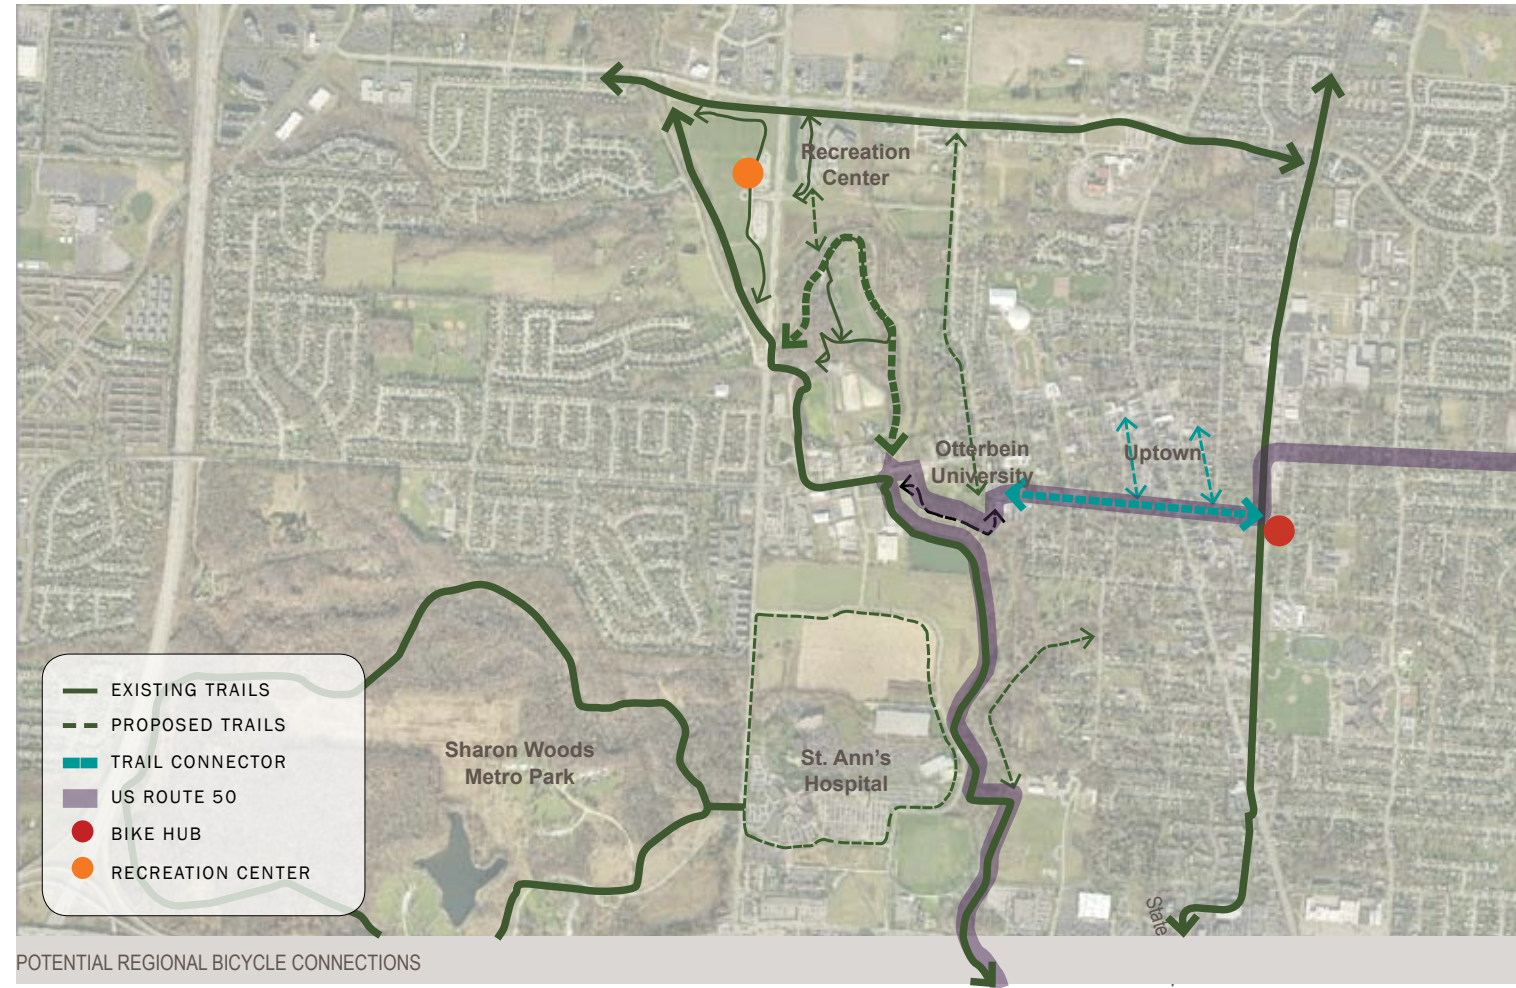 Recreation
Center
Otterbein
University
Uptown
EXISTING TRAILS
PROPOSED TRAILS
TRAIL CONNECTOR
US ROUTE 50
BIKE HUB
RECREATION CENTER
Sharon Woods
Metro Park
St. Ann's
Hospital
State
POTENTIAL REGIONAL BICYCLE CONNECTIONS